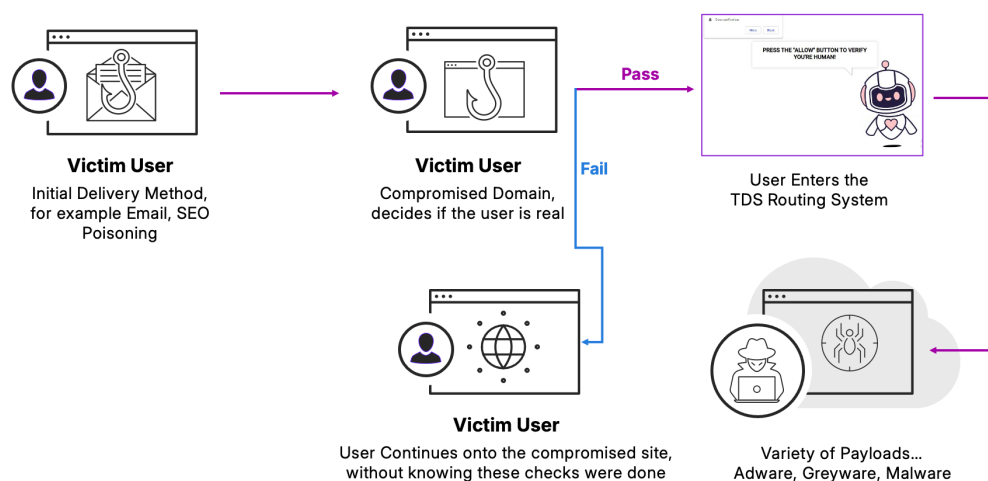 PRESS THE "ALLOW" BUTTON TO VERIFY
YOU'RE HUMAN!
Pass
Victim User
Initial Delivery Method,
for example Email, SEO
Poisoning
Victim User
Compromised Domain,
decides if the user is real
Fail
User Enters the
TDS Routing System
Victim User
User Continues onto the compromised site,
without knowing these checks were done
Variety of Payloads...
Adware, Greyware, Malware